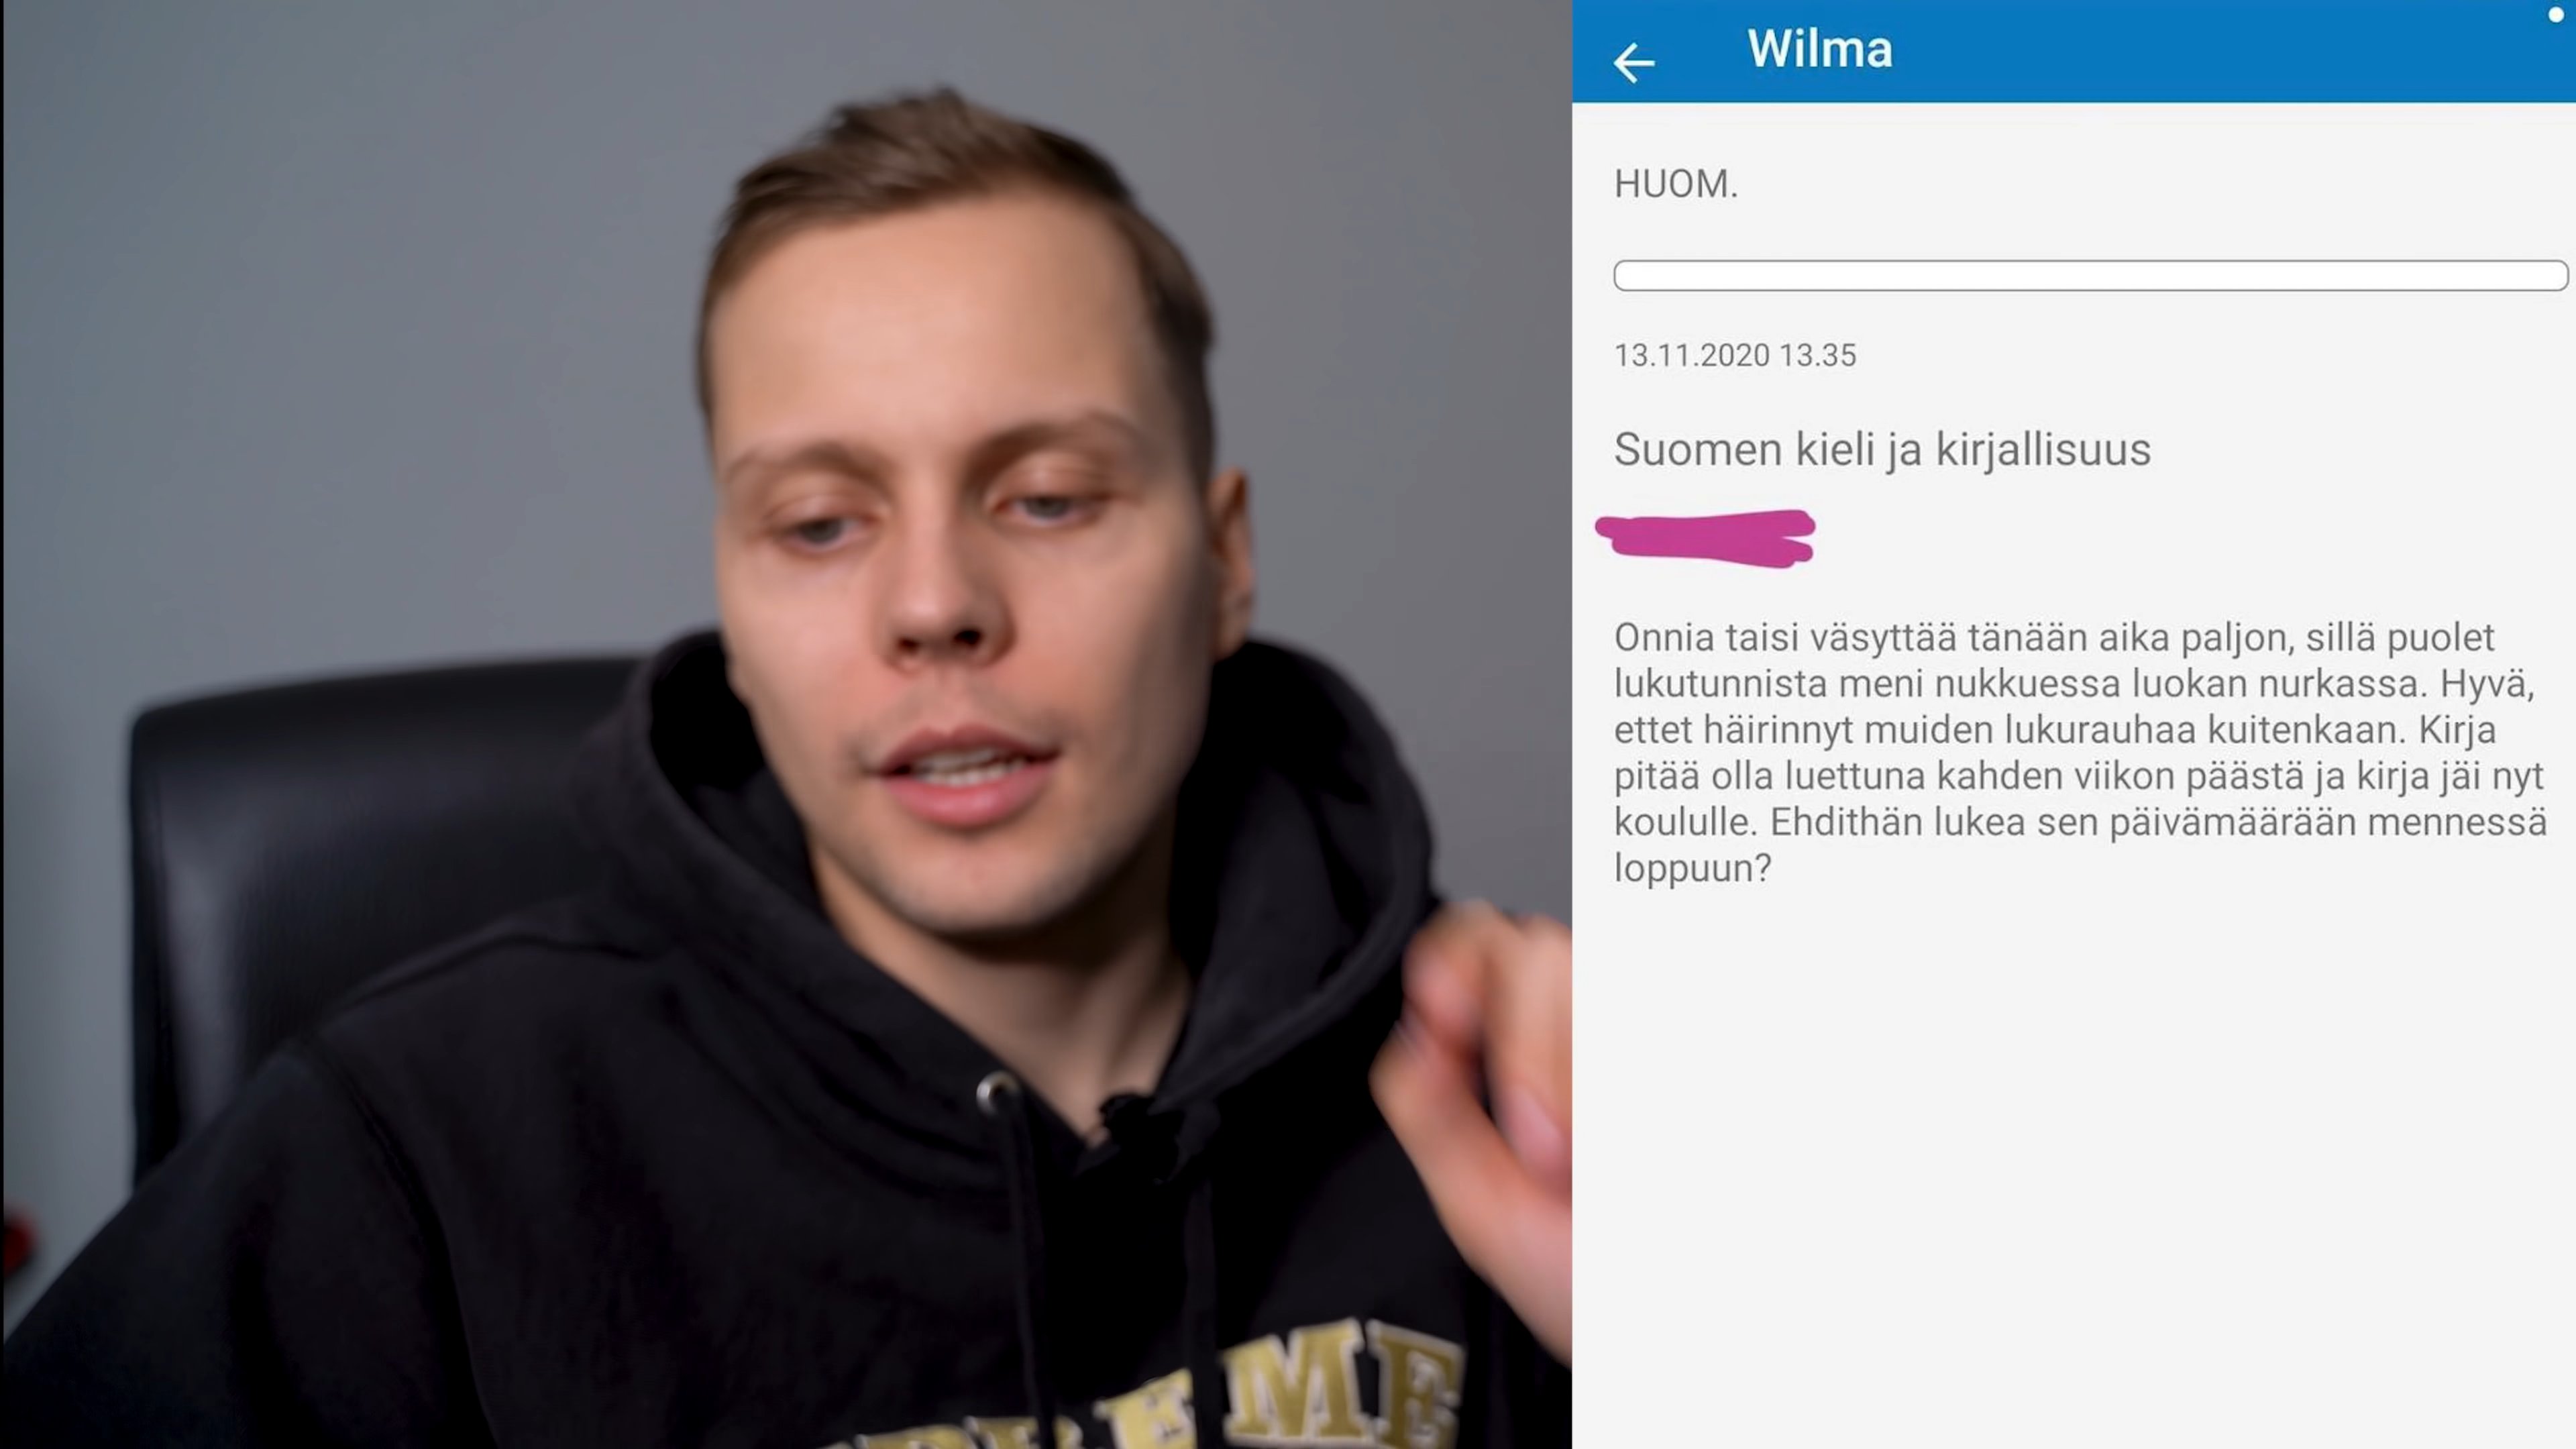 Wilma
HUOM.
13.11.2020 13.35
Suomen kieli ja kirjallisuus
Onnia taisi väsyttää tänään aika paljon, sillä puolet
lukutunnista meni nukkuessa luokan nurkassa. Hyvä,
ettet häirinnyt muiden lukurauhaa kuitenkaan. Kirja
pitää olla luettuna kahden viikon päästä ja kirja jäi nyt
koululle. Ehdithän lukea sen päivämäärään mennessä
loppuun?